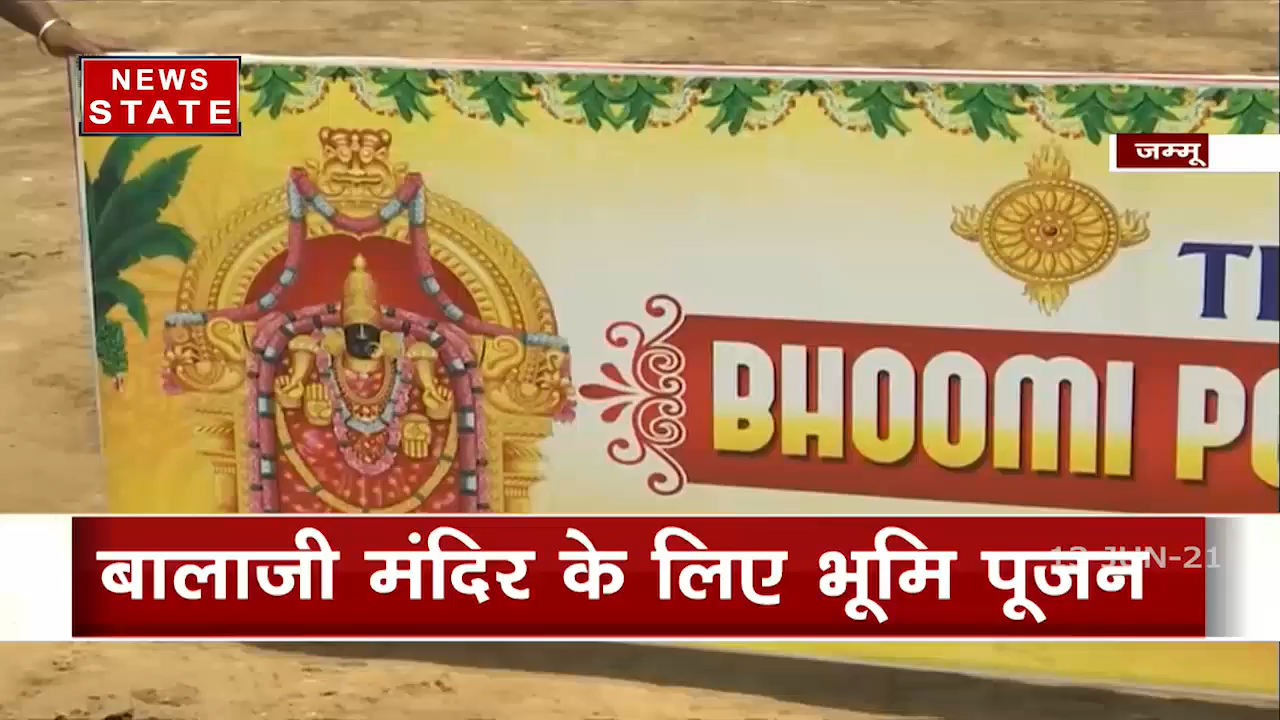 NEWS
STATE
जम्मू
BHOOMI
बालाजी मंदिर के लिए भूमि पूजन
13-JUN-21